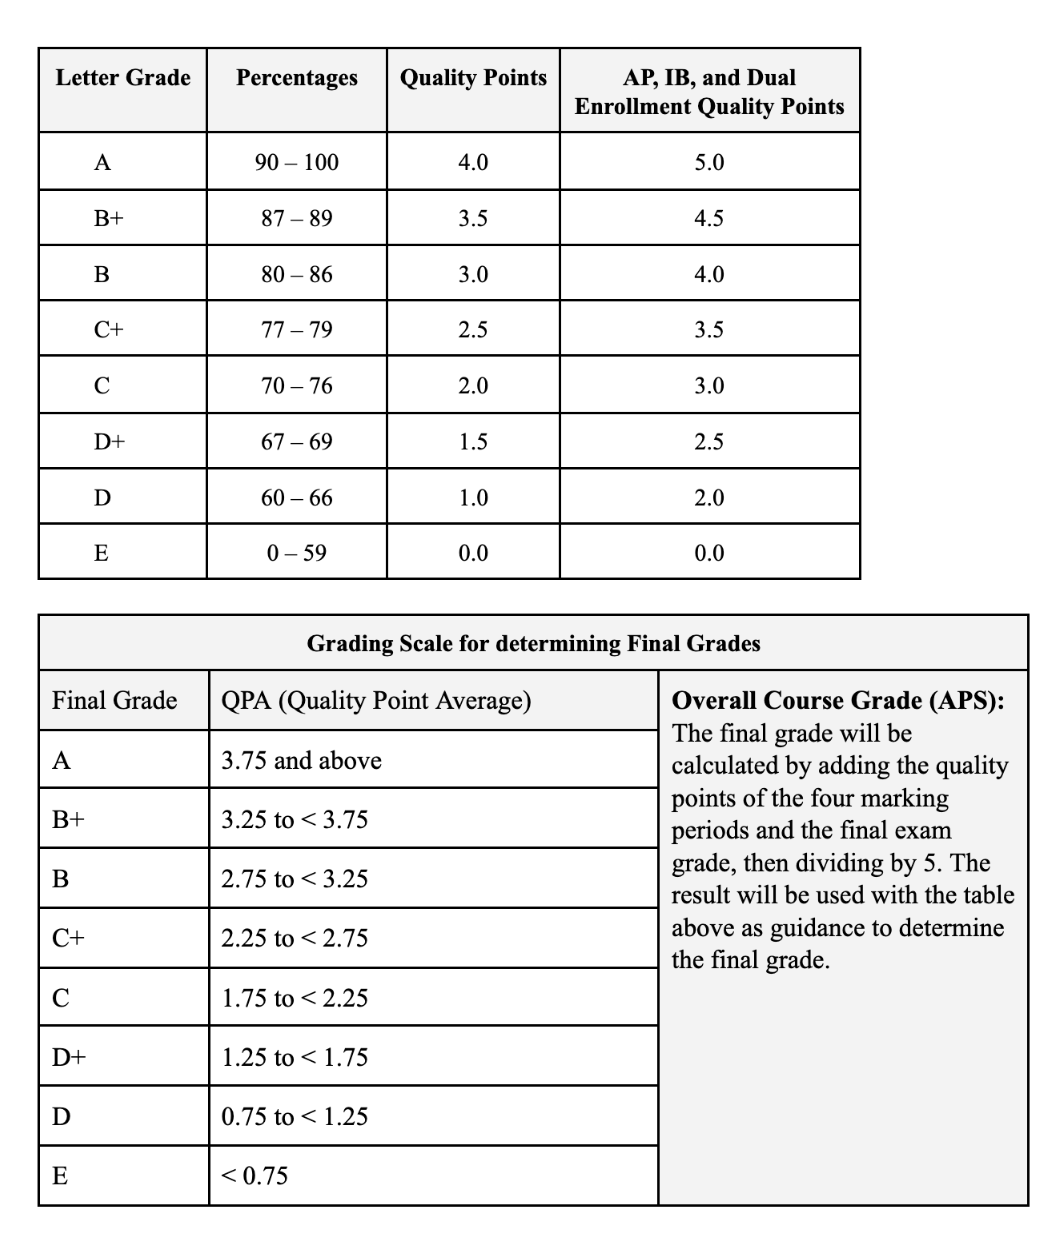 Letter Grade Percentages Quality Points AP, IB, and Dual
Enrollment Quality Points
A 90 – 100 4.0 5.0
B+ 87 – 89 3.5 4.5
B 80 – 86 3.0 4.0
C+ 77 – 79 2.5 3.5
C 70 – 76 2.0 3.0
D+ 67 – 69 1.5 2.5
D 60 – 66 1.0 2.0
E 0 – 59 0.0 0.0
Grading Scale for determining Final Grades
Final Grade QPA (Quality Point Average)
A 3.75 and above
B+ 3.25 to < 3.75
B 2.75 to < 3.25
C+ 2.25 to < 2.75
C 1.75 to < 2.25
D+ 1.25 to < 1.75
D 0.75 to < 1.25
E < 0.75
Overall Course Grade (APS):
The final grade will be
calculated by adding the quality
points of the four marking
periods and the final exam
grade, then dividing by 5. The
result will be used with the table
above as guidance to determine
the final grade.